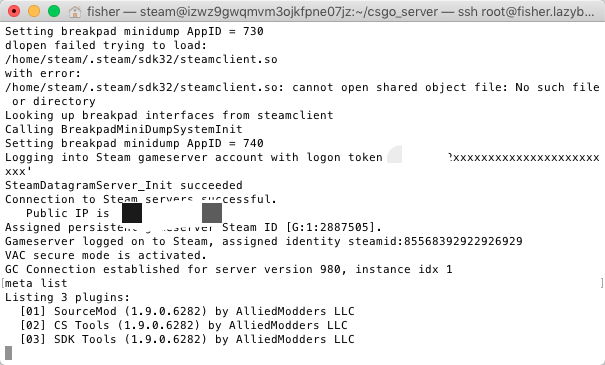 fisher — steam@izwz9gwqmvm3ojkfpne07jz:~/csgo_server — ssh root@fisher.lazyb...
Setting breakpad minidump AppID = 730
dlopen failed trying to load:
/home/steam/.steam/sdk32/steamclient.so
with error:
/home/steam/.steam/sdk32/steamclient.so: cannot open shared object file: No such file
or directory
Looking up breakpad interfaces from steamclient
Calling BreakpadMiniDumpSystemInit
Setting breakpad minidump AppID = 740
Logging into Steam gameserver account with logon token xxxxxxxxxxxxxxxxxxxxxxx
xxx'
SteamDatagramServer_Init succeeded
Connection to Steam servers successful.
Public IP is
Assigned persistent gameserver Steam ID [G:1:2887505].
Gameserver logged on to Steam, assigned identity steamid:85568392922926929
VAC secure mode is activated.
GC Connection established for server version 980, instance idx 1
[meta list ]
Listing 3 plugins:
[01] SourceMod (1.9.0.6282) by AlliedModders LLC
[02] CS Tools (1.9.0.6282) by AlliedModders LLC
[03] SDK Tools (1.9.0.6282) by AlliedModders LLC